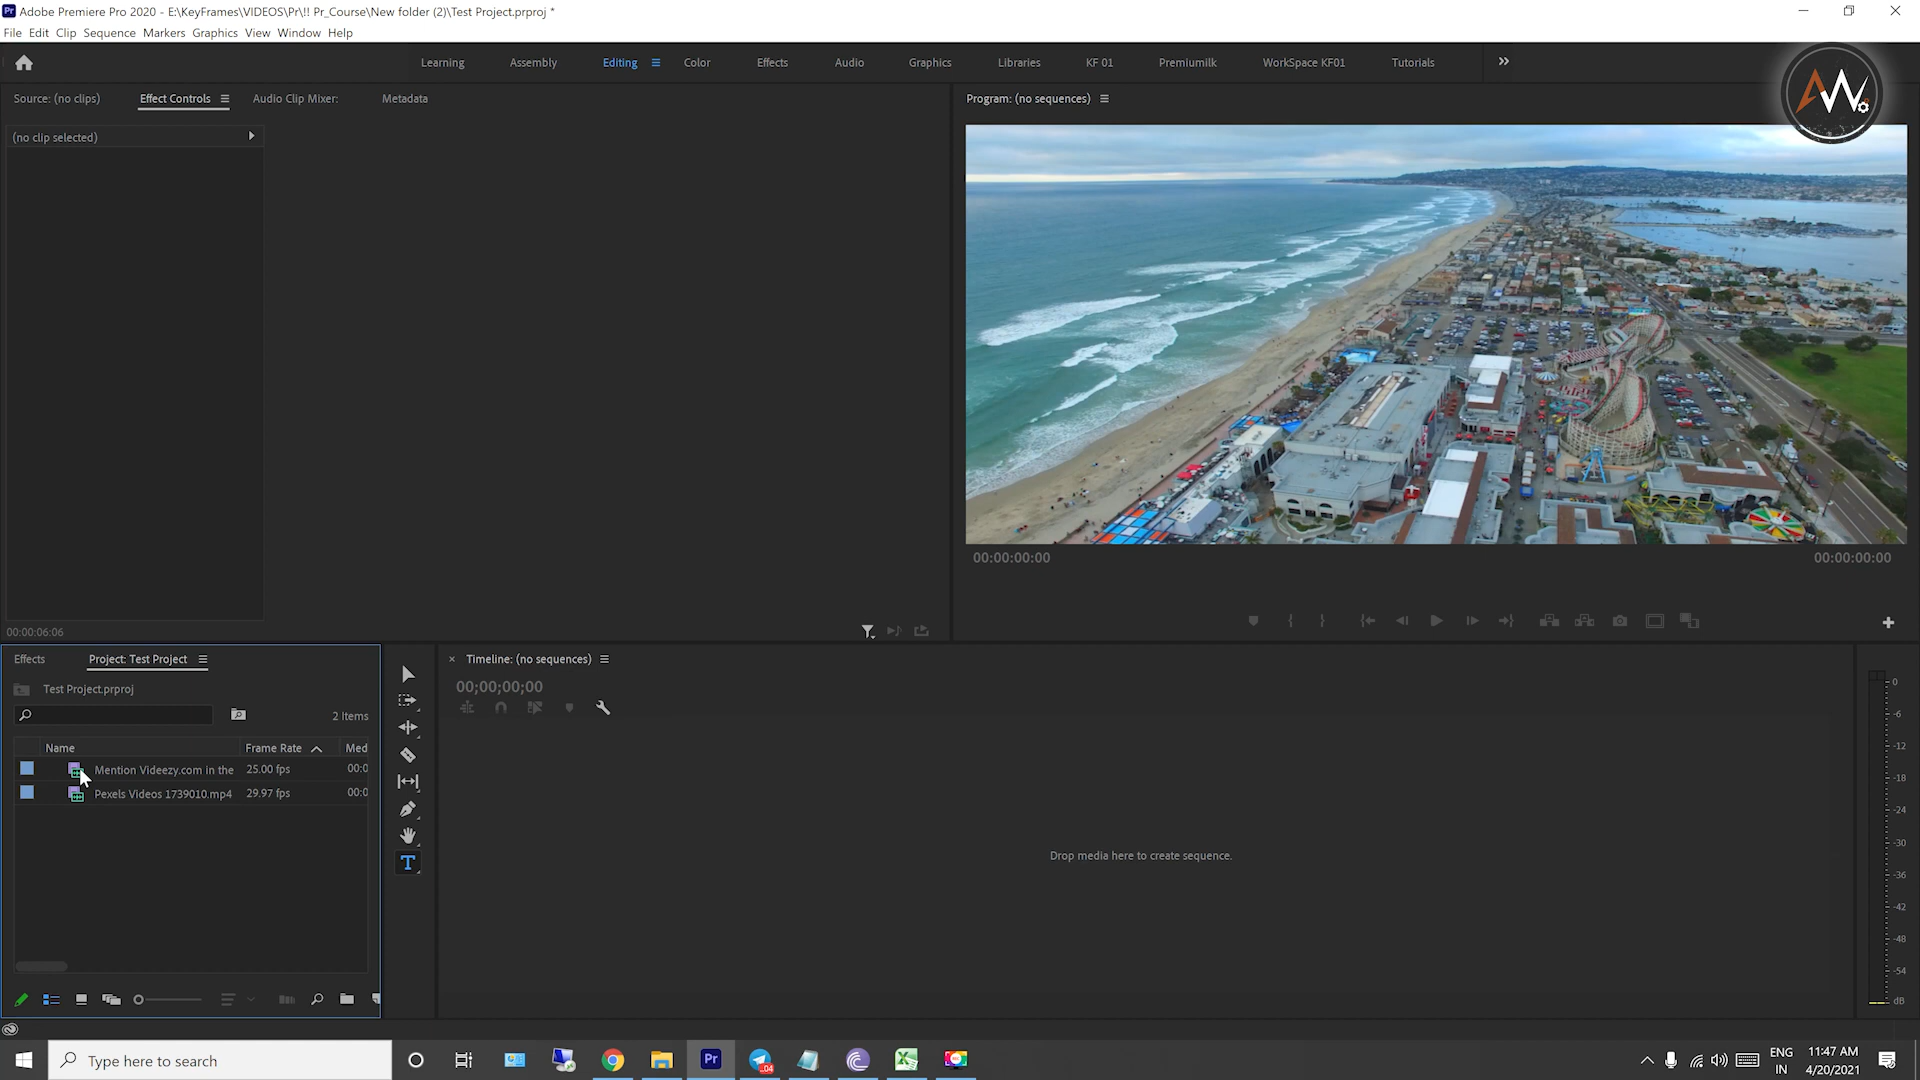 Adobe Premiere Pro 2020 - E:\KeyFrames\VIDEOS\Pr\!! Pr_Course\New folder (2)\Test Project.prproj *
File Edit Clip Sequence Markers Graphics View Window Help
Learning Assembly Editing Color Effects Audio Graphics Libraries KF 01 Premiumilk WorkSpace KF01 Tutorials
AW
Source: (no clips) Effect Controls Audio Clip Mixer: Metadata
Program: (no sequences)
(no clip selected)
00:00:00:00 00:00:00:00
00:00:06:06
Effects Project: Test Project
Timeline: (no sequences)
Test Project.prproj
00;00;00;00
2 Items
Name Frame Rate Med
Mention Videezy.com in the 25.00 fps 00:0
Pexels Videos 1739010.mp4 29.97 fps 00:0
T
Drop media here to create sequence.
0
-6
-12
-18
-24
-30
-36
-42
-48
-54
dB
Type here to search
Pr
..04
ENG
IN
11:47 AM
4/20/2021